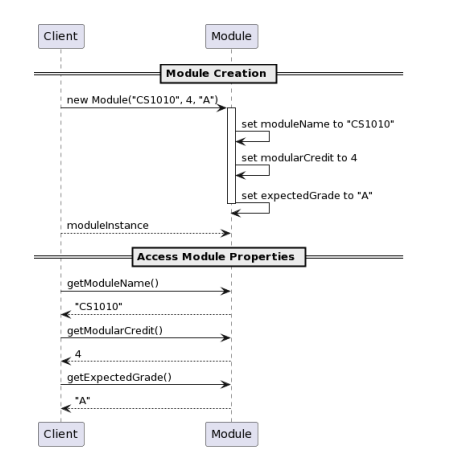 Client Module
Module Creation
new Module("CS1010", 4, "A")
set moduleName to "CS1010"
set modularCredit to 4
set expectedGrade to "A"
moduleInstance
Access Module Properties
getModuleName()
"CS1010"
getModularCredit()
4
getExpectedGrade()
"A"
Client Module